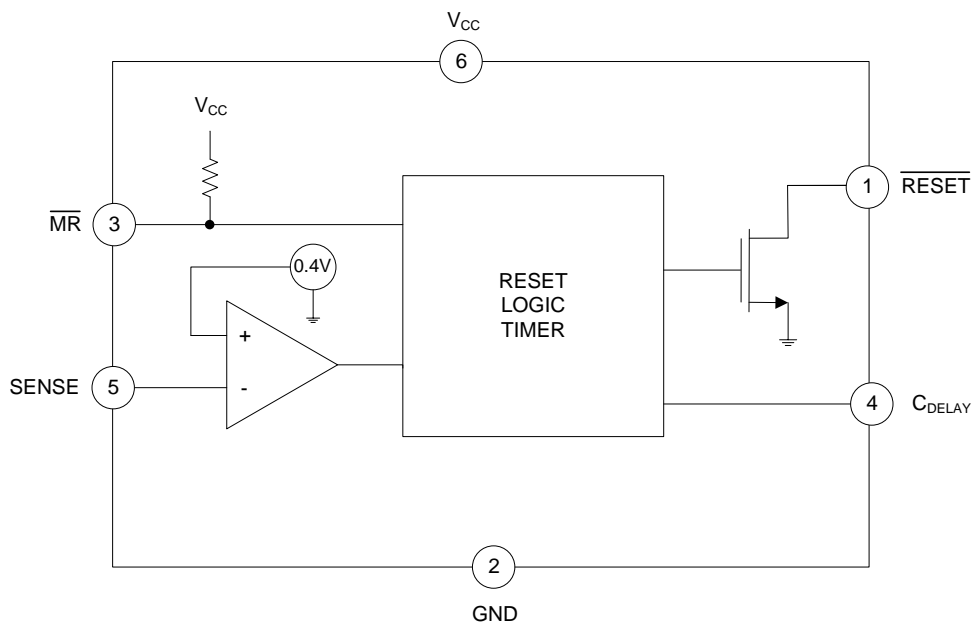 VCC
6
VCC
1 RESET
MR 3
0.4V
RESET
LOGIC
TIMER
+
-
SENSE 5
4 CDELAY
2
GND